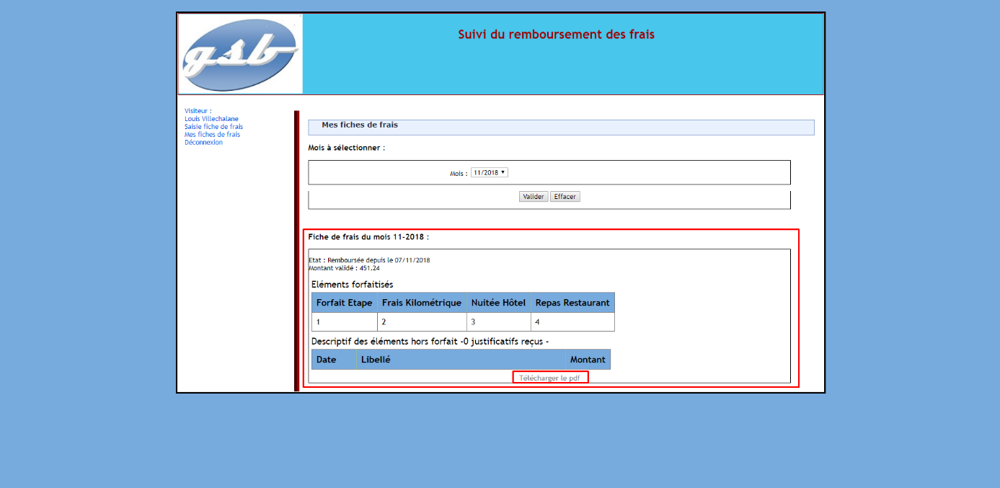 gsb
Suivi du remboursement des frais
Visiteur :
Louis Villechalane
Saisie fiche de frais
Mes fiches de frais
Déconnexion
Mes fiches de frais
Mois à sélectionner :
Mois : 11/2018
Valider Effacer
Fiche de frais du mois 11-2018 :
Etat : Remboursée depuis le 07/11/2018
Montant validé : 451.24
Eléments forfaitisés
Forfait Etape Frais Kilométrique Nuitée Hôtel Repas Restaurant
1 2 3 4
Descriptif des éléments hors forfait -0 justificatifs reçus -
Date Libellé Montant
Télécharger le pdf